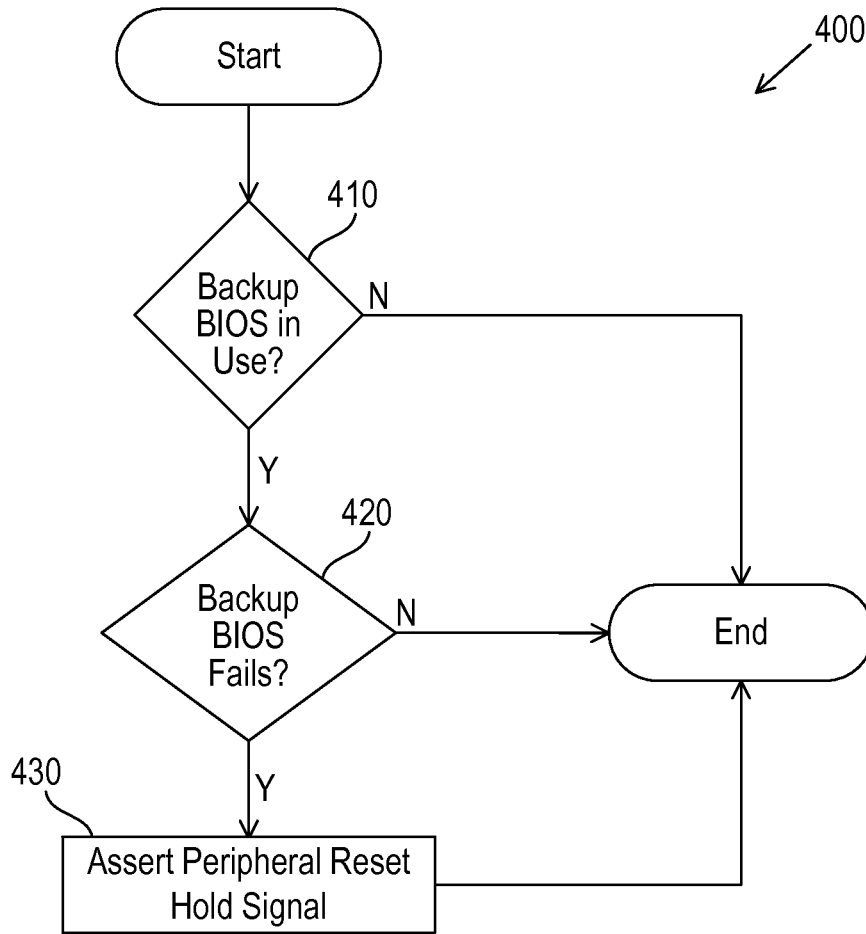 Start
400
410
Backup
BIOS in
Use?
N
Y
420
Backup
BIOS
Fails?
N
End
Y
430
Assert Peripheral Reset
Hold Signal